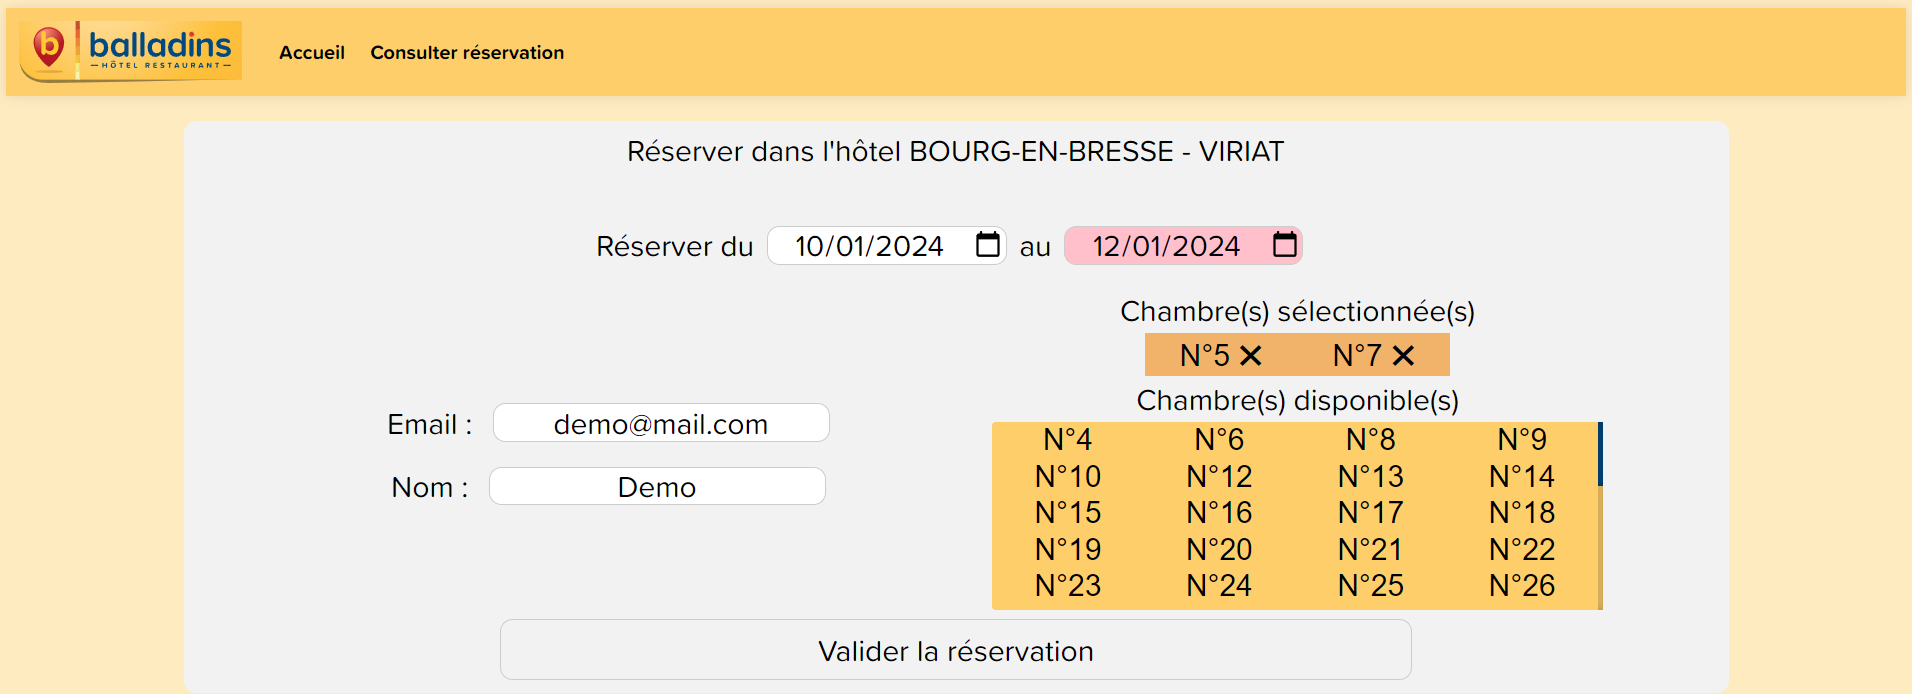 b balladins Accueil Consulter réservation
HÔTEL RESTAURANT
Réserver dans l'hôtel BOURG-EN-BRESSE - VIRIAT
Réserver du 10/01/2024 au 12/01/2024
Chambre(s) sélectionnée(s)
N°5 N°7
Chambre(s) disponible(s)
Email : demo@mail.com
Nom : Demo
N°4 N°6 N°8 N°9
N°10 N°12 N°13 N°14
N°15 N°16 N°17 N°18
N°19 N°20 N°21 N°22
N°23 N°24 N°25 N°26
Valider la réservation